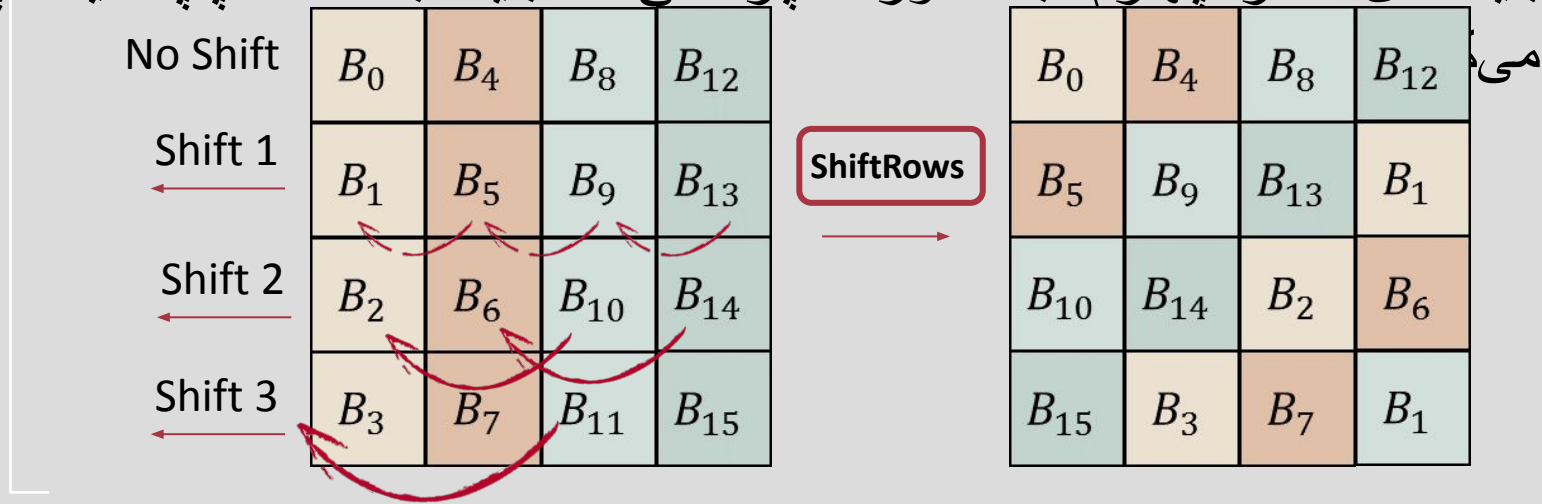 می‌
No Shift B0 B4 B8 B12 B0 B4 B8 B12
Shift 1 B1 B5 B9 B13 ShiftRows B5 B9 B13 B1
Shift 2 B2 B6 B10 B14 B10 B14 B2 B6
Shift 3 B3 B7 B11 B15 B15 B3 B7 B1